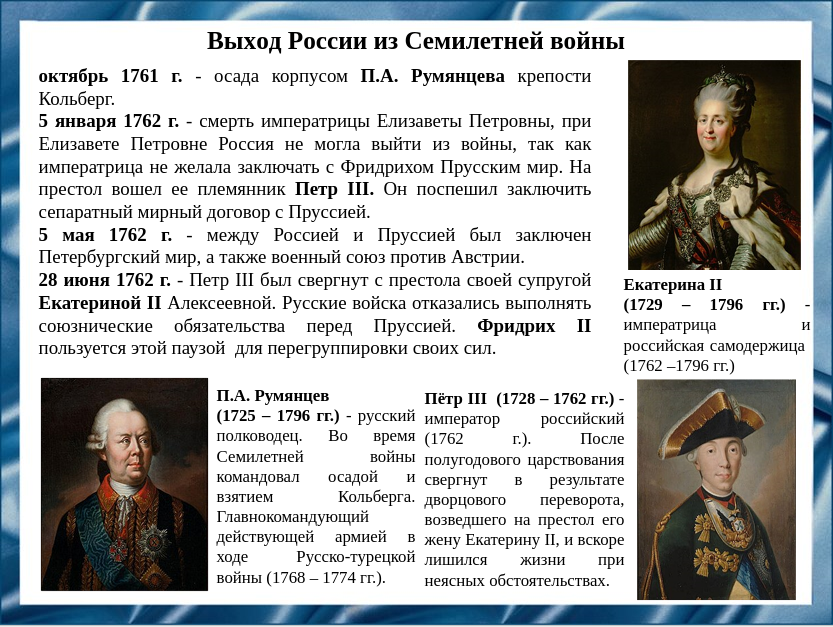 Выход России из Семилетней войны
октябрь 1761 г. - осада корпусом П.А. Румянцева крепости
Кольберг.
5 января 1762 г. - смерть императрицы Елизаветы Петровны, при
Елизавете Петровне Россия не могла выйти из войны, так как
императрица не желала заключать с Фридрихом Прусским мир. На
престол вошел ее племянник Петр III. Он поспешил заключить
сепаратный мирный договор с Пруссией.
5 мая 1762 г. - между Россией и Пруссией был заключен
Петербургский мир, а также военный союз против Австрии.
28 июня 1762 г. - Петр III был свергнут с престола своей супругой
Екатериной II Алексеевной. Русские войска отказались выполнять
союзнические обязательства перед Пруссией. Фридрих II
пользуется этой паузой для перегруппировки своих сил.
Екатерина II
(1729 – 1796 гг.) -
императрица и
российская самодержица
(1762 –1796 гг.)
П.А. Румянцев
(1725 – 1796 гг.) - русский
полководец. Во время
Семилетней войны
командовал осадой и
взятием Кольберга.
Главнокомандующий
действующей армией в
ходе Русско-турецкой
войны (1768 – 1774 гг.).
Пётр III (1728 – 1762 гг.) -
император российский
(1762 г.). После
полугодового царствования
свергнут в результате
дворцового переворота,
возведшего на престол его
жену Екатерину II, и вскоре
лишился жизни при
неясных обстоятельствах.